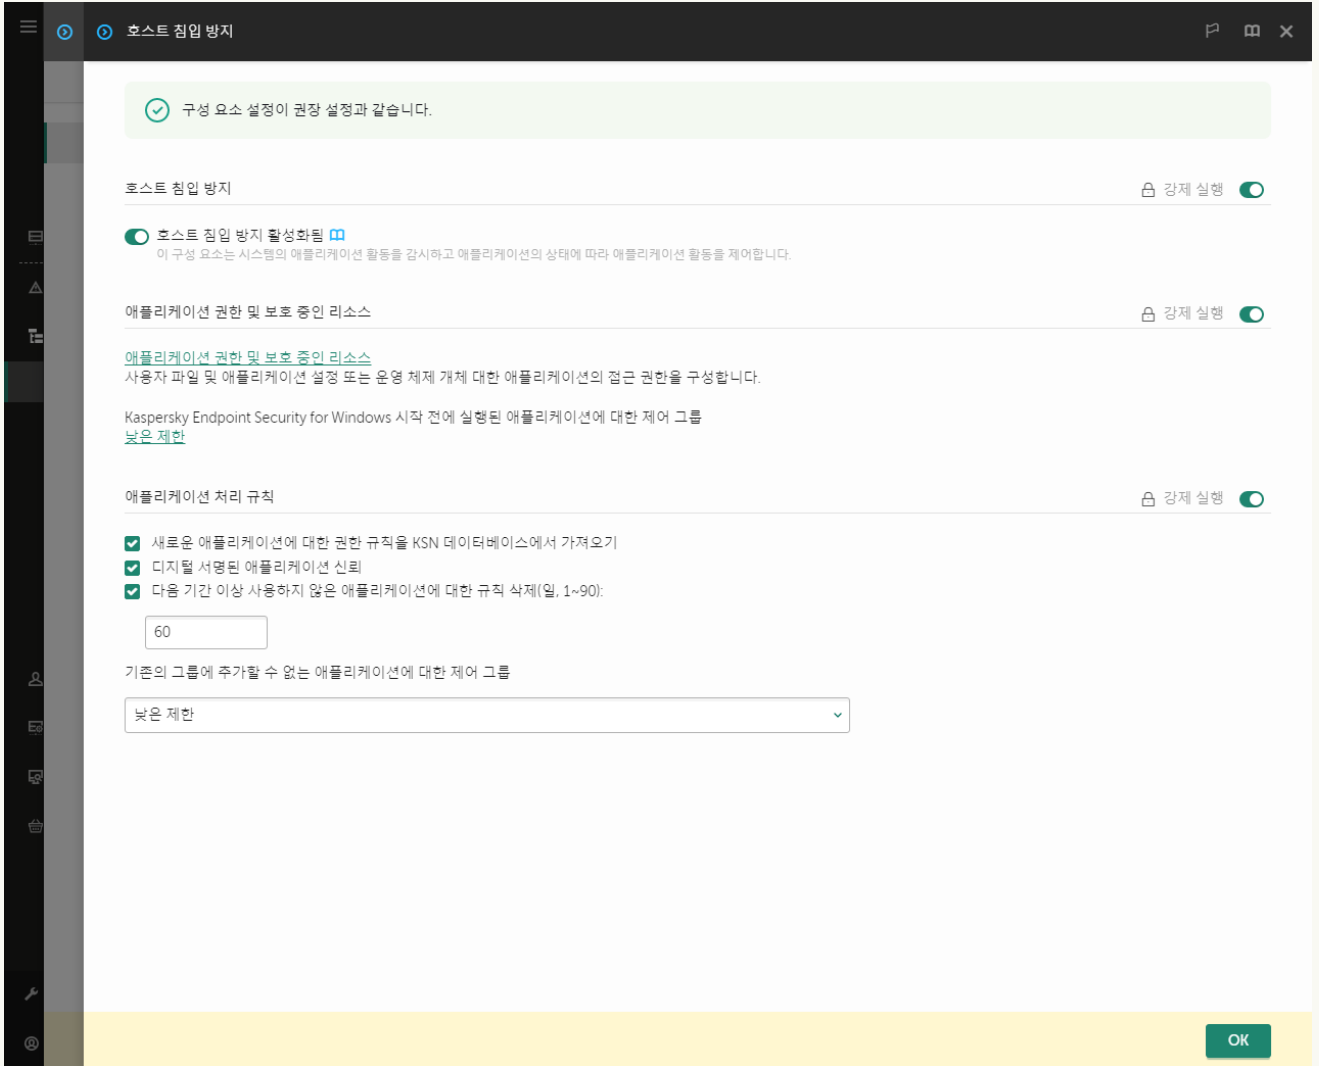 호스트 침입 방지
구성 요소 설정이 권장 설정과 같습니다.
호스트 침입 방지
강제 실행
호스트 침입 방지 활성화됨
이 구성 요소는 시스템의 애플리케이션 활동을 감시하고 애플리케이션의 상태에 따라 애플리케이션 활동을 제어합니다.
애플리케이션 권한 및 보호 중인 리소스
강제 실행
애플리케이션 권한 및 보호 중인 리소스
사용자 파일 및 애플리케이션 설정 또는 운영 체제 개체 대한 애플리케이션의 접근 권한을 구성합니다.
Kaspersky Endpoint Security for Windows 시작 전에 실행된 애플리케이션에 대한 제어 그룹
낮은 제한
애플리케이션 처리 규칙
강제 실행
새로운 애플리케이션에 대한 권한 규칙을 KSN 데이터베이스에서 가져오기
디지털 서명된 애플리케이션 신뢰
다음 기간 이상 사용하지 않은 애플리케이션에 대한 규칙 삭제(일, 1~90):
60
기존의 그룹에 추가할 수 없는 애플리케이션에 대한 제어 그룹
낮은 제한
OK